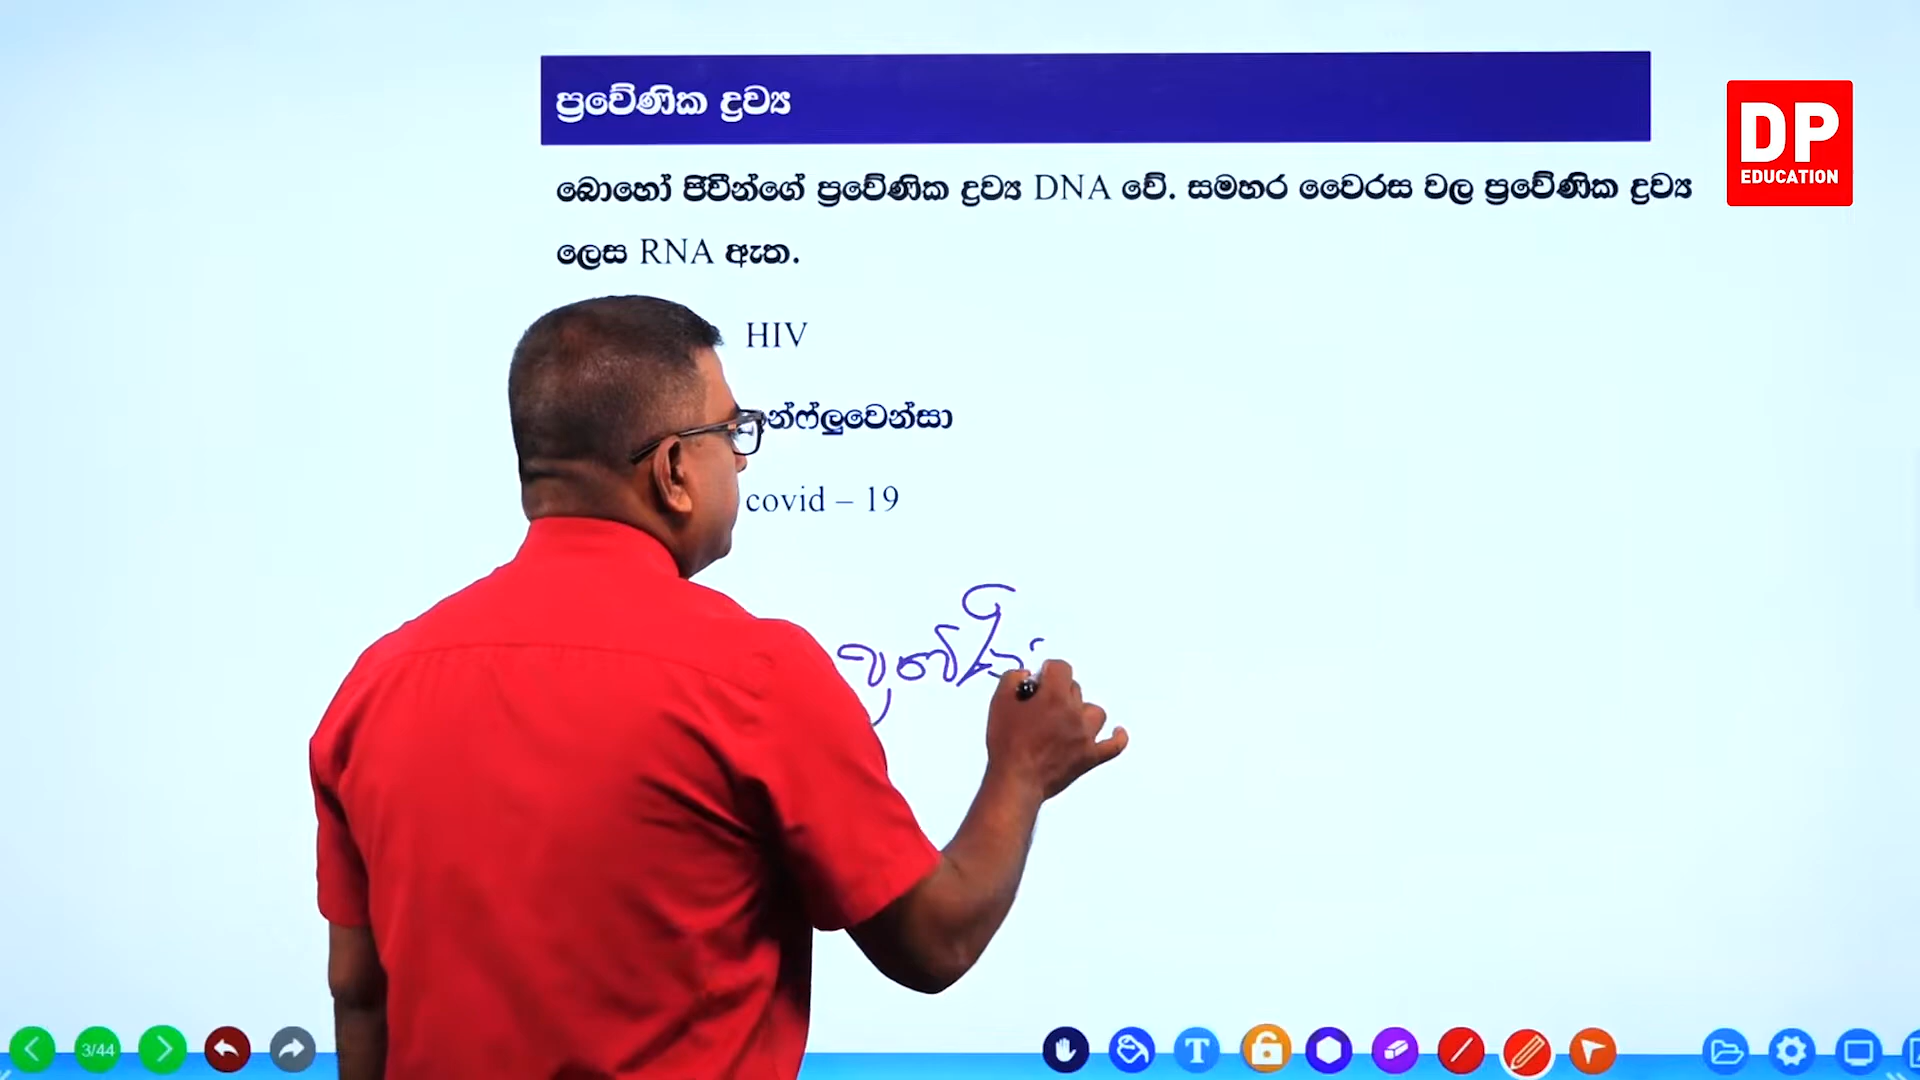 ප්‍රවේණික ද්‍රව්‍ය
DP
EDUCATION
බොහෝ ජීවීන්ගේ ප්‍රවේණික ද්‍රව්‍ය DNA වේ. සමහර වෛරස වල ප්‍රවේණික ද්‍රව්‍ය
ලෙස RNA ඇත.
HIV
ඉන්ෆ්ලුවෙන්සා
covid – 19
3/44
T